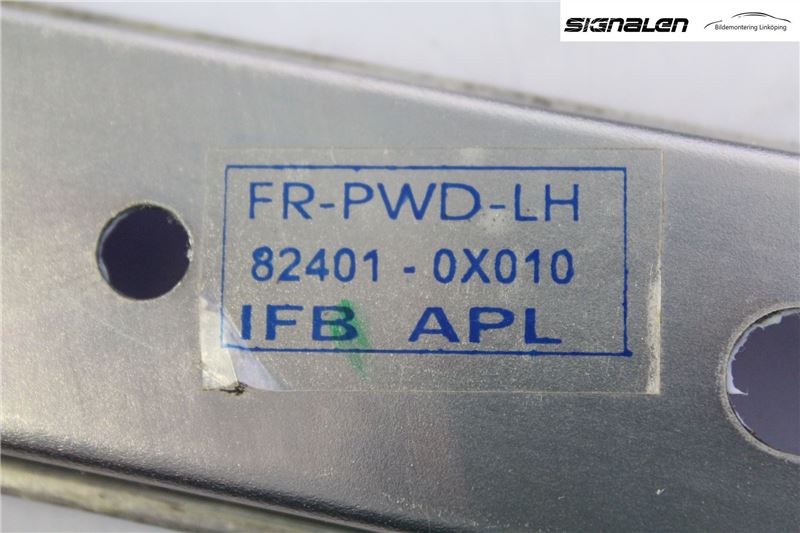 SIGNALEN
Bildemontering Linköping
FR-PWD-LH
82401 - 0X010
IFB APL